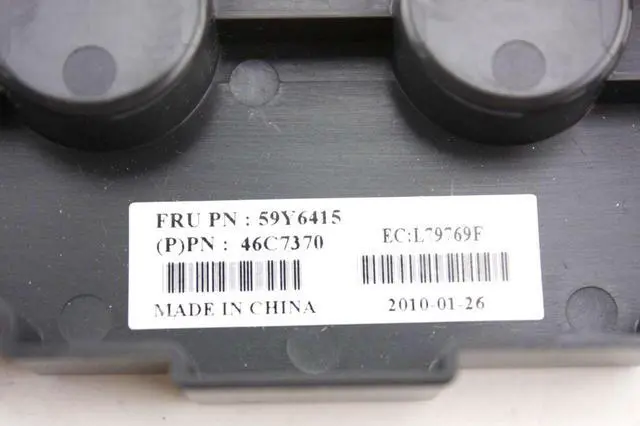 FRU PN : 59Y6415
(P)PN : 46C7370
EC:L79769F
MADE IN CHINA
2010-01-26